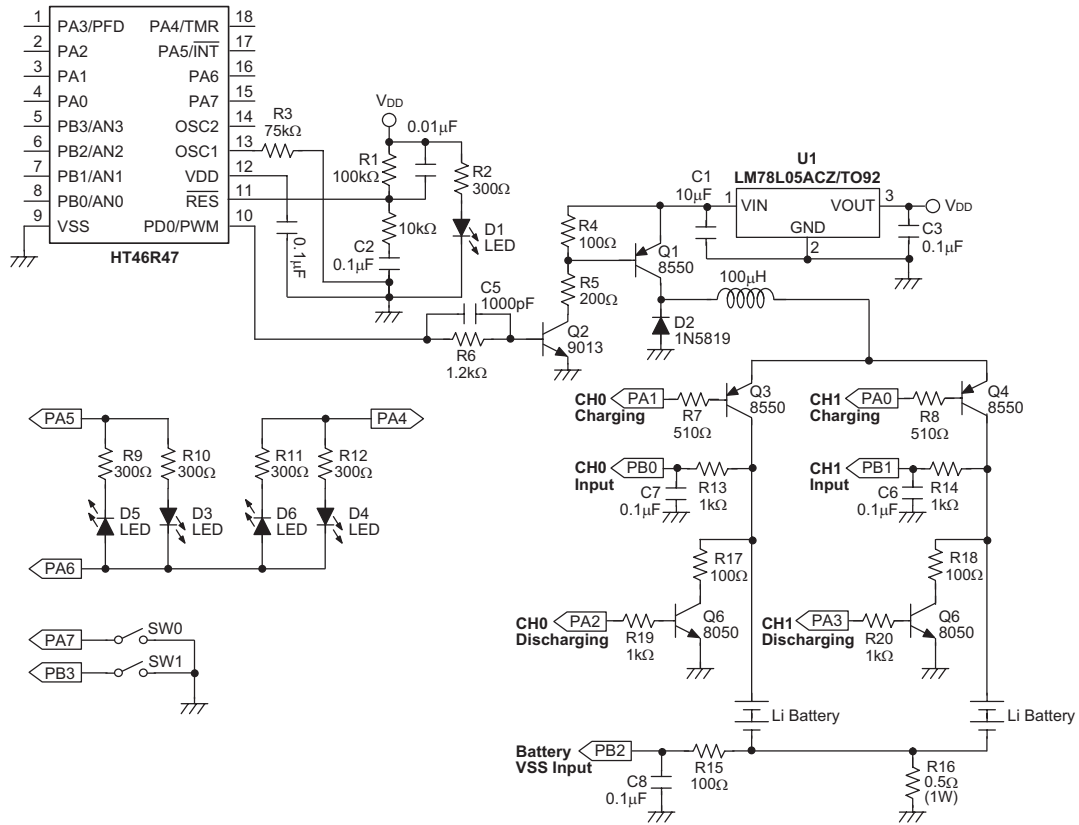 1 PA3/PFD PA4/TMR 18
2 PA2 PA5/INT 17
3 PA1 PA6 16
4 PA0 PA7 15
5 PB3/AN3 OSC2 14
6 PB2/AN2 OSC1 13
7 PB1/AN1 VDD 12
8 PB0/AN0 RES 11
9 VSS PD0/PWM 10
HT46R47
R3
75kΩ
VDD
0.01µF
R1
100kΩ
R2
300Ω
10kΩ
D1
LED
0.1µF
C2
0.1µF
C5
1000pF
R6
1.2kΩ
Q2
9013
R4
100Ω
R5
200Ω
Q1
8550
D2
1N5819
C1
10µF
U1
LM78L05ACZ/TO92
1 VIN VOUT 3
GND
2
VDD
C3
0.1µF
100µH
CH0
Charging
PA1
R7
510Ω
Q3
8550
CH1
Charging
PA0
R8
510Ω
Q4
8550
CH0
Input
PB0
C7
0.1µF
R13
1kΩ
CH1
Input
PB1
C6
0.1µF
R14
1kΩ
R17
100Ω
R18
100Ω
CH0
Discharging
PA2
R19
1kΩ
Q6
8050
CH1
Discharging
PA3
R20
1kΩ
Q6
8050
Li Battery
Li Battery
Battery
VSS Input
PB2
R15
100Ω
C8
0.1µF
R16
0.5Ω
(1W)
PA5
PA4
R9
300Ω
R10
300Ω
R11
300Ω
R12
300Ω
D5
LED
D3
LED
D6
LED
D4
LED
PA6
PA7
SW0
PB3
SW1